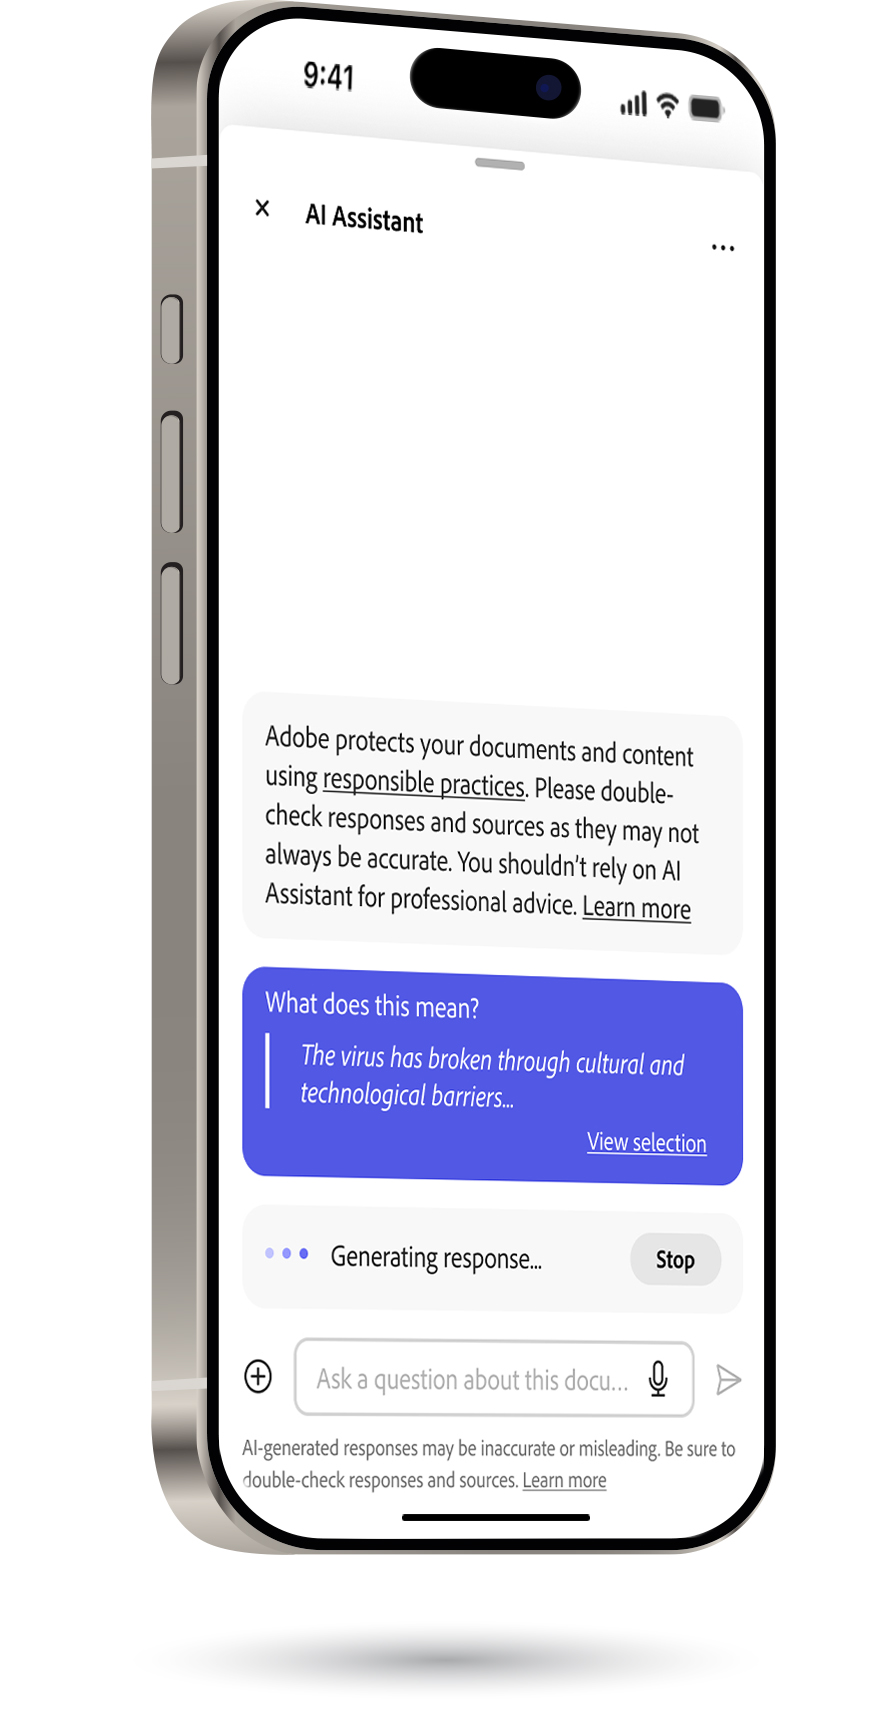 9:41
AI Assistant
Adobe protects your documents and content
using responsible practices. Please double-
check responses and sources as they may not
always be accurate. You shouldn't rely on AI
Assistant for professional advice. Learn more
What does this mean?
The virus has broken through cultural and
technological barriers...
View selection
Generating response...
Stop
Ask a question about this docu...
AI-generated responses may be inaccurate or misleading. Be sure to
double-check responses and sources. Learn more